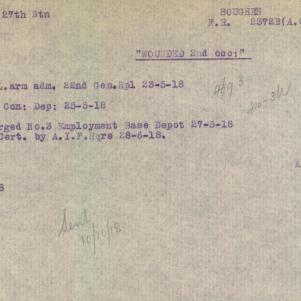 27th Btn
SOUGHEN
F.H. 2372B(A.
"WOUNDED 2nd occ:"
.arm adm. 22nd Gen.Hpl 23-5-18
Con: Dep: 25-5-18
rged No.3 Employment Base Depot 27-5-18
Cert. by A.I.F.Hqrs 28-6-18.
8
Sent
10/10/18